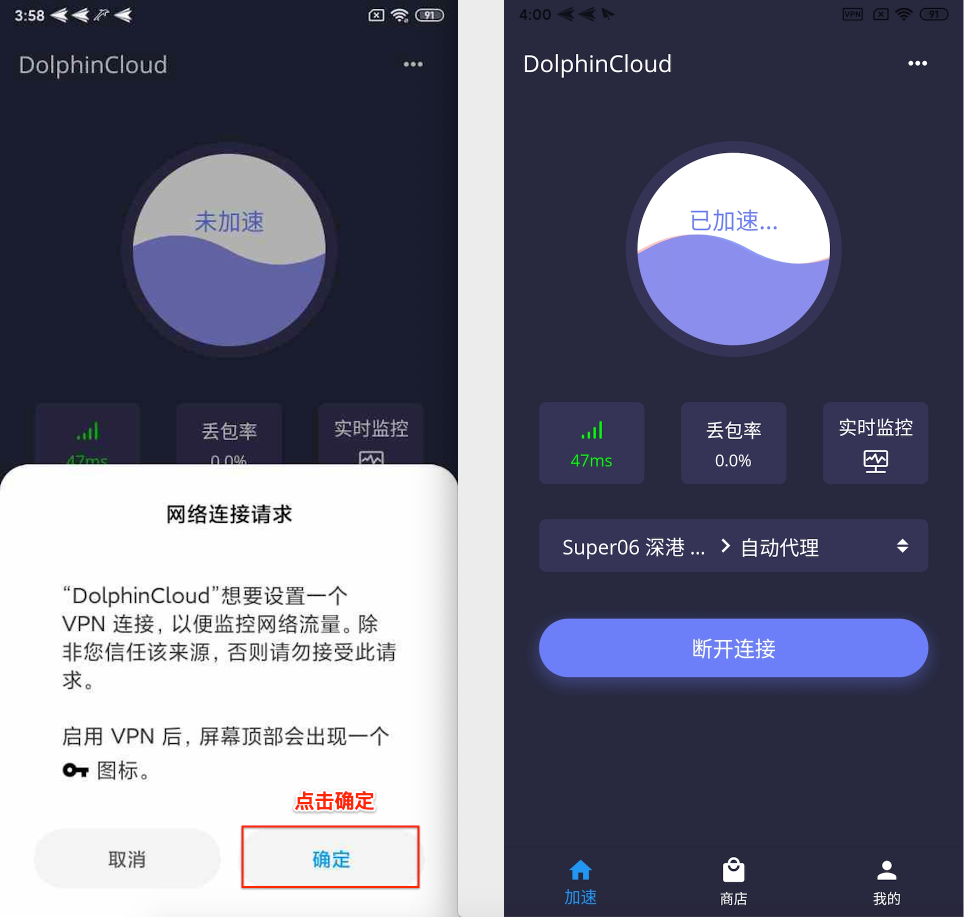 3:58
91
DolphinCloud
未加速
47ms
丢包率
0.0%
实时监控
网络连接请求
“DolphinCloud”想要设置一个
VPN 连接，以便监控网络流量。除
非您信任该来源，否则请勿接受此请
求。
启用 VPN 后，屏幕顶部会出现一个
图标。
点击确定
取消
确定
4:00
VPN
91
DolphinCloud
已加速...
47ms
丢包率
0.0%
实时监控
Super06 深港 ...
自动代理
断开连接
加速
商店
我的